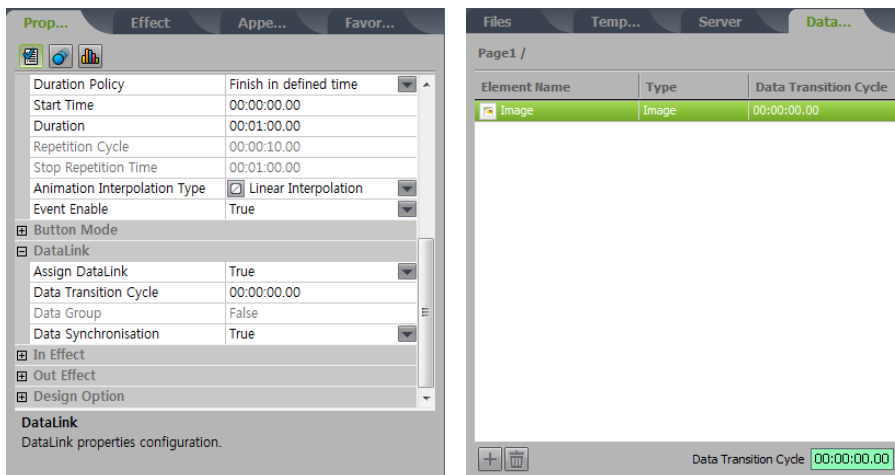 Prop... Effect Appe... Favor...
Duration Policy Finish in defined time
Start Time 00:00:00.00
Duration 00:01:00.00
Repetition Cycle 00:00:10.00
Stop Repetition Time 00:01:00.00
Animation Interpolation Type Linear Interpolation
Event Enable True
Button Mode
DataLink
Assign DataLink True
Data Transition Cycle 00:00:00.00
Data Group False
Data Synchronisation True
In Effect
Out Effect
Design Option
DataLink
DataLink properties configuration.
Files Temp... Server Data...
Page1 /
Element Name Type Data Transition Cycle
Image Image 00:00:00.00
Data Transition Cycle 00:00:00.00